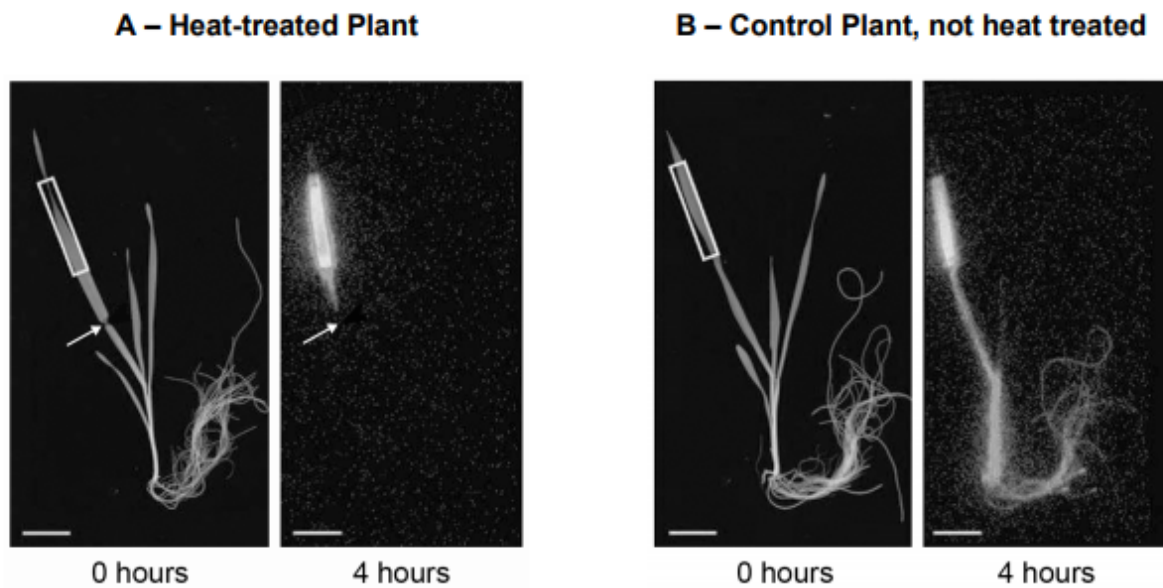 A – Heat-treated Plant
B – Control Plant, not heat treated
0 hours
4 hours
0 hours
4 hours